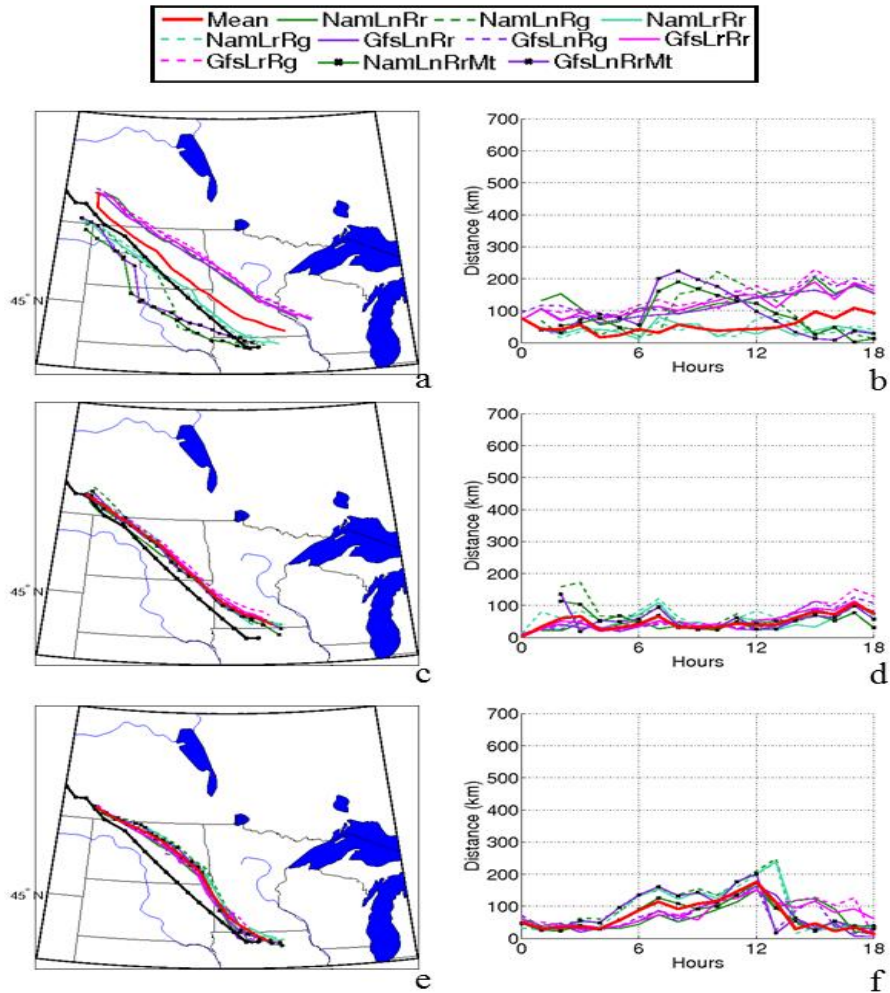 Mean NamLnRr NamLnRg NamLrRr
NamLrRg GfsLnRr GfsLnRg GfsLrRr
GfsLrRg NamLnRrMt GfsLnRrMt
45° N
a
700
600
500
400
300
200
100
0
Distance (km)
0 6 12 18
Hours
b
45° N
c
700
600
500
400
300
200
100
0
Distance (km)
0 6 12 18
Hours
d
45° N
e
700
600
500
400
300
200
100
0
Distance (km)
0 6 12 18
Hours
f